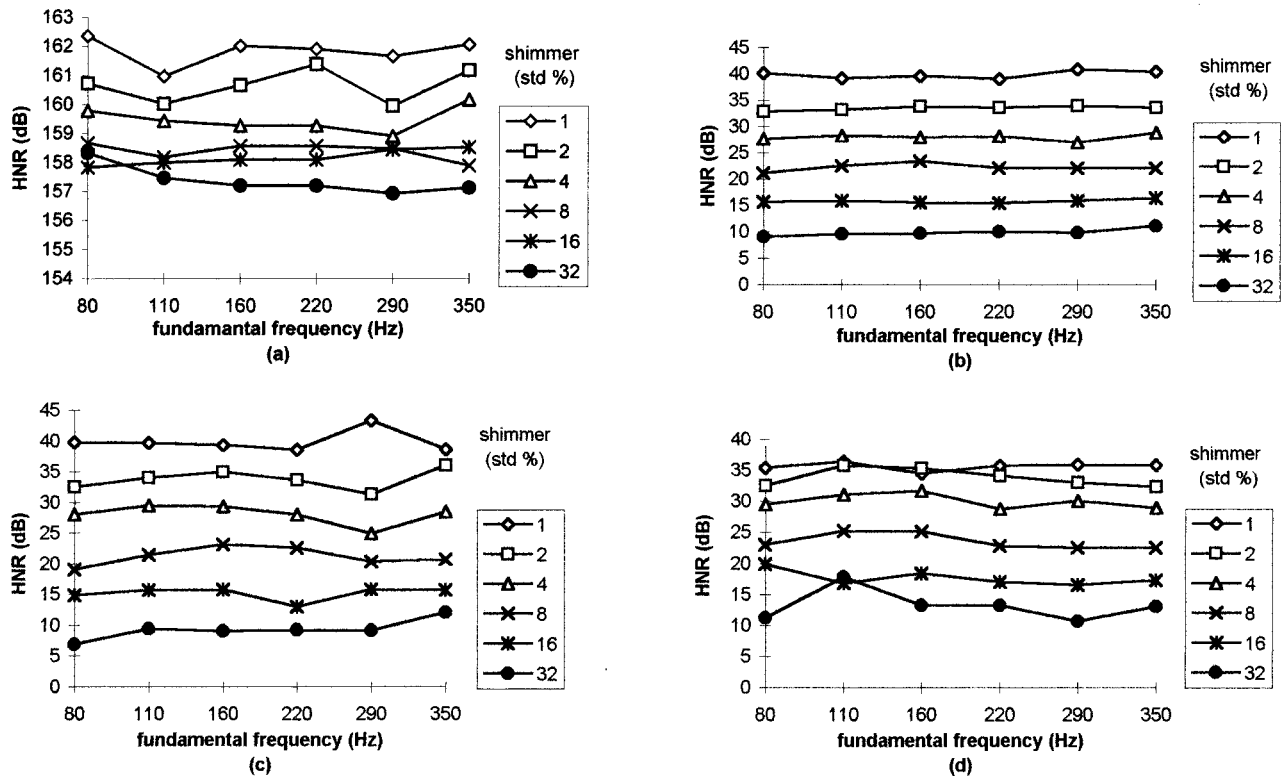 163
162
161
160
159
158
157
156
155
154
HNR (dB)
80 110 160 220 290 350
fundamantal frequency (Hz)
(a)
shimmer
(std %)
1
2
4
8
16
32
45
40
35
30
25
20
15
10
5
0
HNR (dB)
80 110 160 220 290 350
fundamental frequency (Hz)
(b)
shimmer
(std %)
1
2
4
8
16
32
45
40
35
30
25
20
15
10
5
0
HNR (dB)
80 110 160 220 290 350
fundamental frequency (Hz)
(c)
shimmer
(std %)
1
2
4
8
16
32
40
35
30
25
20
15
10
5
0
HNR (dB)
80 110 160 220 290 350
fundamental frequency (Hz)
(d)
shimmer
(std %)
1
2
4
8
16
32